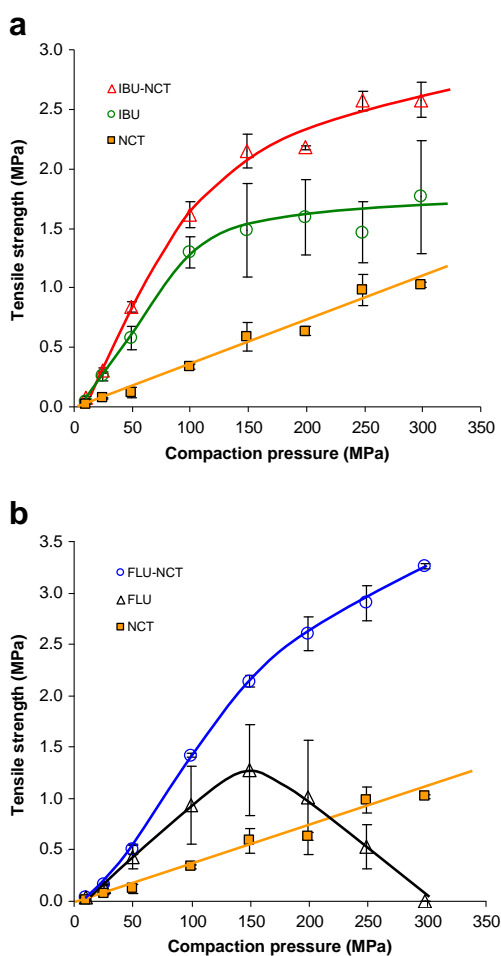 a
3.0
2.5
2.0
1.5
1.0
0.5
0.0
Tensile strength (MPa)
IBU-NCT
IBU
NCT
0 50 100 150 200 250 300 350
Compaction pressure (MPa)
b
3.5
3.0
2.5
2.0
1.5
1.0
0.5
0.0
Tensile strength (MPa)
FLU-NCT
FLU
NCT
0 50 100 150 200 250 300 350
Compaction pressure (MPa)